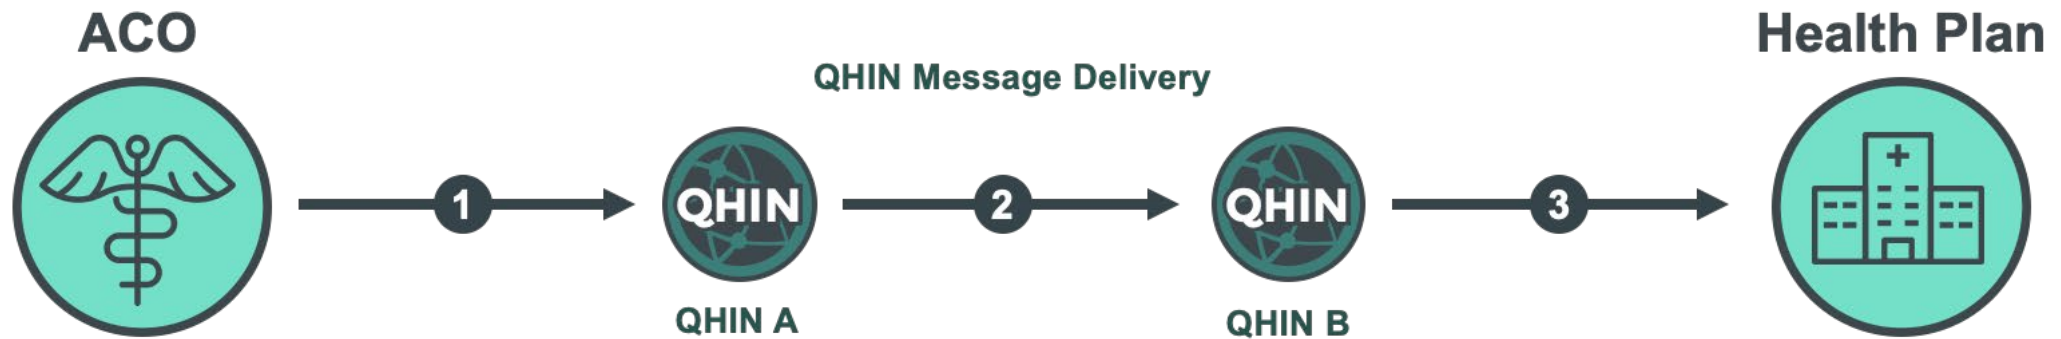 ACO
Health Plan
QHIN Message Delivery
1
QHIN
2
QHIN
3
QHIN A
QHIN B